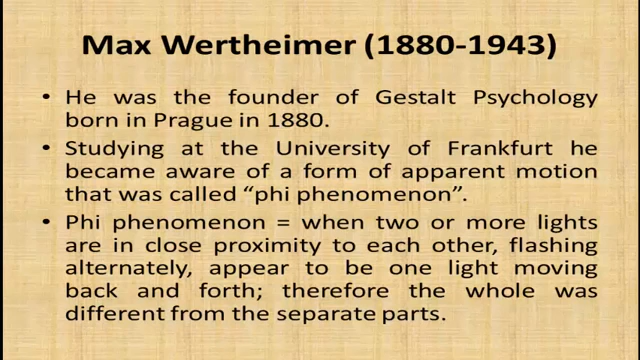 Max Wertheimer (1880-1943)
• He was the founder of Gestalt Psychology
born in Prague in 1880.
• Studying at the University of Frankfurt he
became aware of a form of apparent motion
that was called “phi phenomenon”.
• Phi phenomenon = when two or more lights
are in close proximity to each other, flashing
alternately, appear to be one light moving
back and forth; therefore the whole was
different from the separate parts.